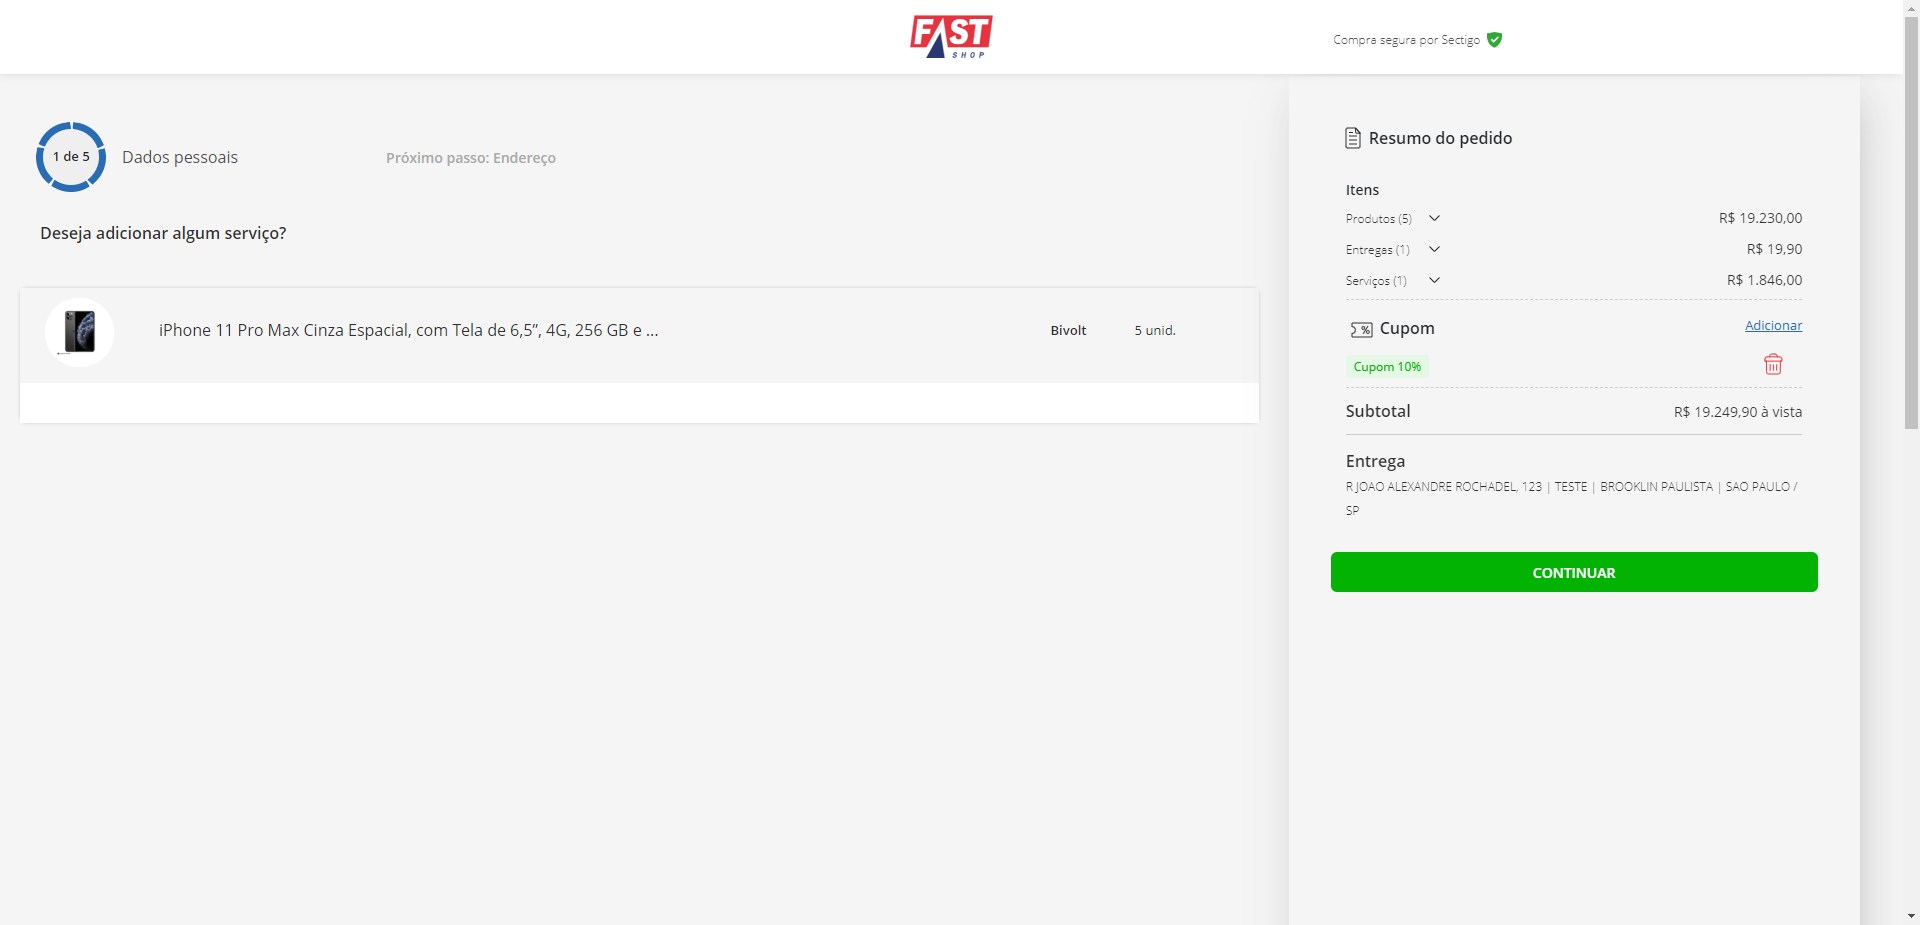 FAST
SHOP
Compra segura por Sectigo
1 de 5
Dados pessoais
Próximo passo: Endereço
Deseja adicionar algum serviço?
iPhone 11 Pro Max Cinza Espacial, com Tela de 6,5”, 4G, 256 GB e ...
Bivolt
5 unid.
Resumo do pedido
Itens
Produtos (5)
R$ 19.230,00
Entregas (1)
R$ 19,90
Serviços (1)
R$ 1.846,00
% Cupom
Adicionar
Cupom 10%
Subtotal
R$ 19.249,90 à vista
Entrega
R JOAO ALEXANDRE ROCHADEL, 123 | TESTE | BROOKLIN PAULISTA | SAO PAULO /
SP
CONTINUAR